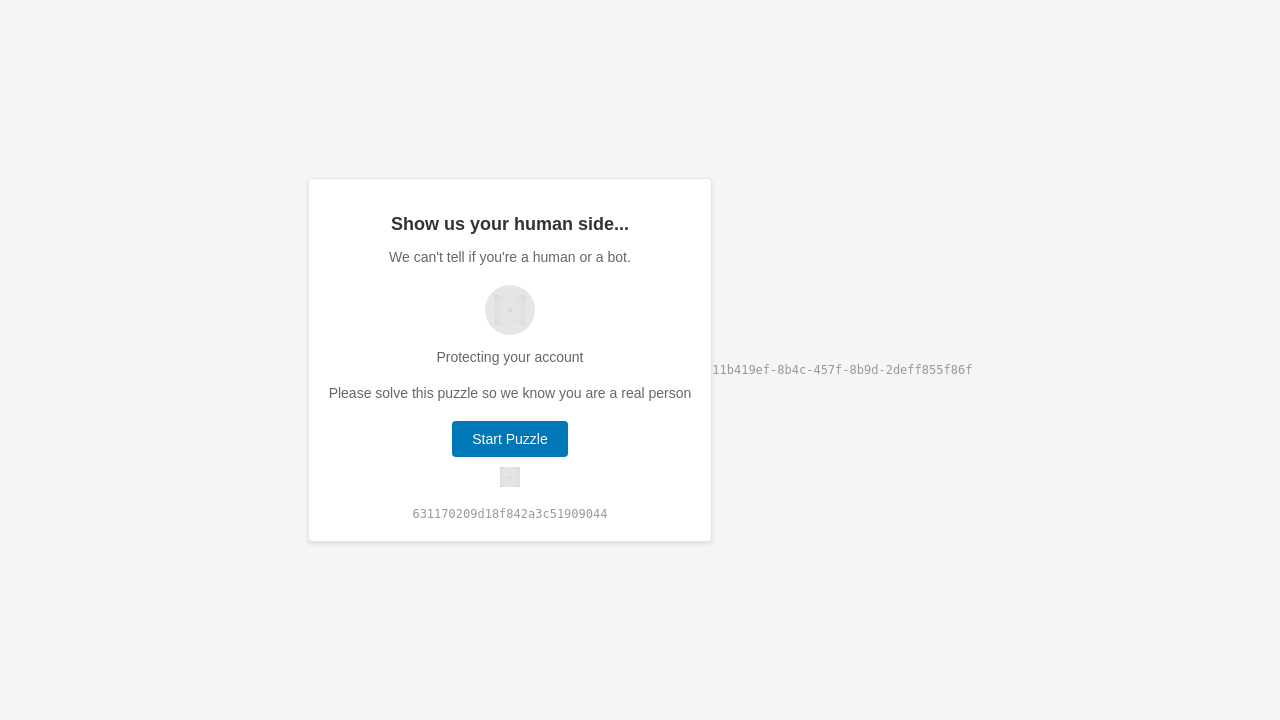 Show us your human side...
We can't tell if you're a human or a bot.
Protecting your account
Please solve this puzzle so we know you are a real person
Start Puzzle
631170209d18f842a3c51909044
11b419ef-8b4c-457f-8b9d-2deff855f86f